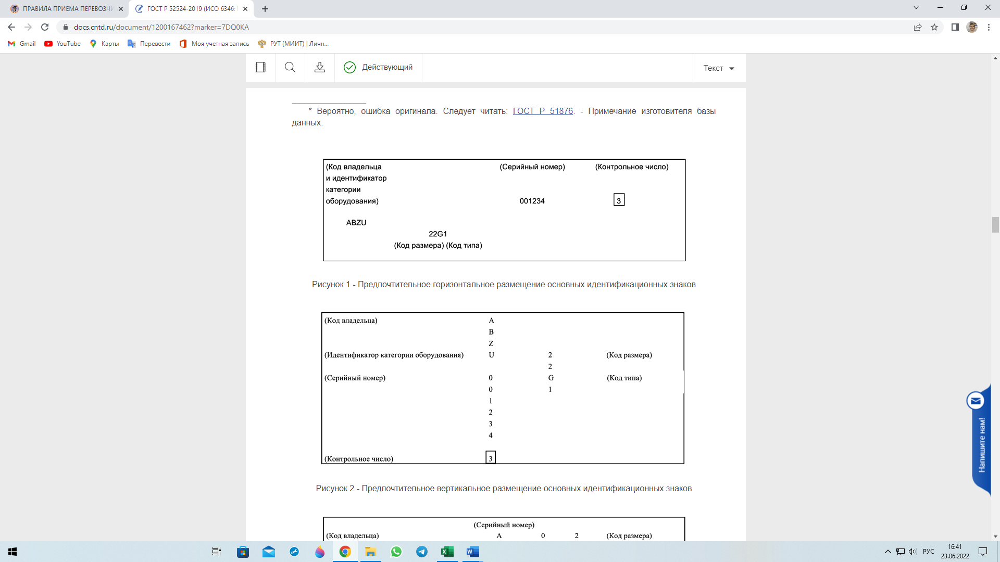 ПРАВИЛА ПРИЕМА ПЕРЕВОЗЧИ
ГОСТ Р 52524-2019 (ИСО 6346:1
docs.cntd.ru/document/1200167462?marker=7DQ0KA
Gmail YouTube Карты Перевести Моя учетная запись РУТ (МИИТ) | Личн...
Действующий
Текст
* Вероятно, ошибка оригинала. Следует читать: ГОСТ Р 51876. - Примечание изготовителя базы
данных.
(Код владельца (Серийный номер) (Контрольное число)
и идентификатор
категории
оборудования) 001234 3
ABZU
22G1
(Код размера) (Код типа)
Рисунок 1 - Предпочтительное горизонтальное размещение основных идентификационных знаков
(Код владельца) A
B
Z
(Идентификатор категории оборудования) U 2 (Код размера)
2
(Серийный номер) 0 G (Код типа)
0 1
1
2
3
4
(Контрольное число) 3
Рисунок 2 - Предпочтительное вертикальное размещение основных идентификационных знаков
(Серийный номер)
(Код владельца) A 0 2 (Код размера)
Напишите нам!
РУС
16:41
23.06.2022